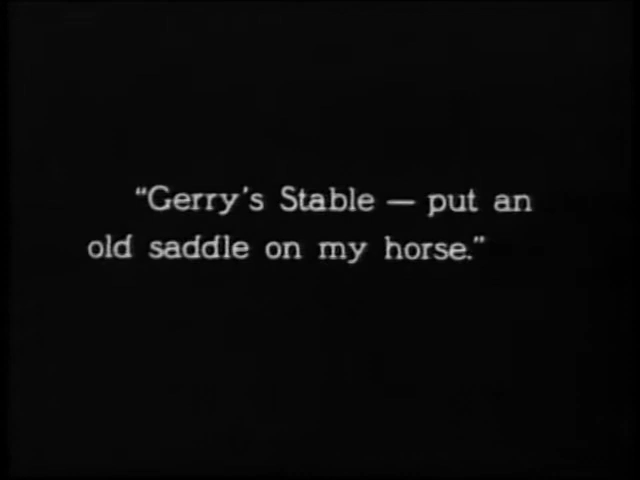 “Gerry’s Stable — put an
old saddle on my horse.”